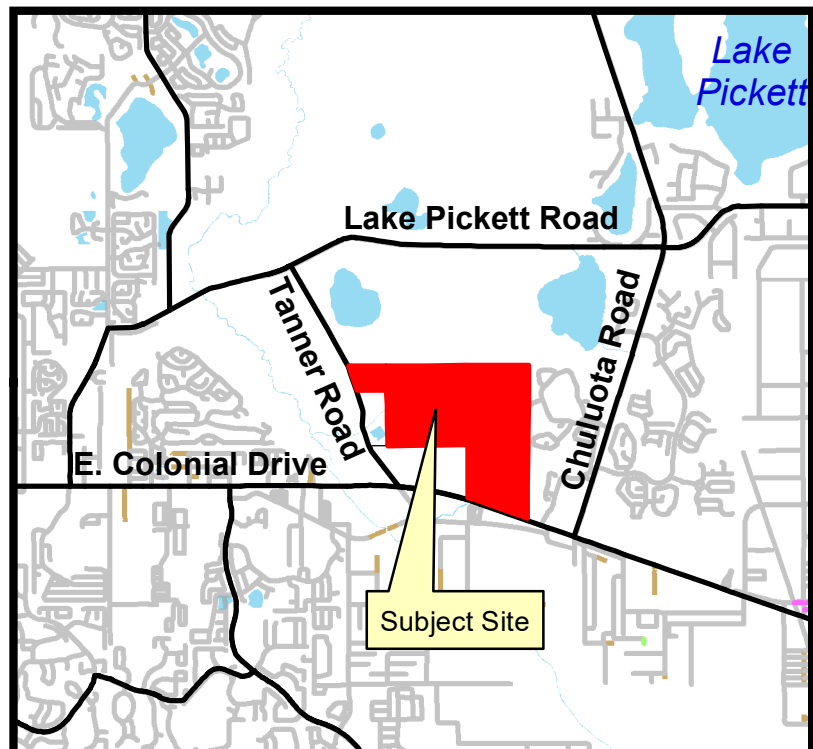 Lake
Pickett
Lake Pickett Road
Tanner Road
Chuluota Road
E. Colonial Drive
Subject Site